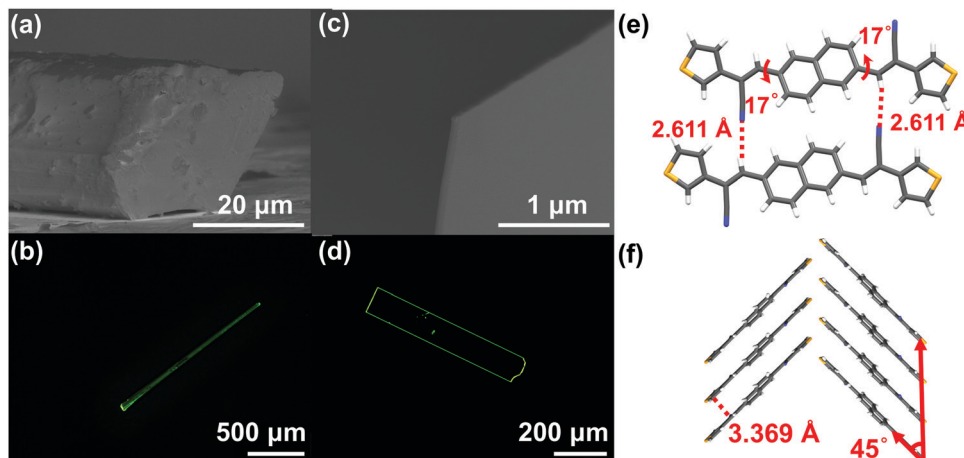 (a)
20 µm
(c)
1 µm
(e)
17°
17°
2.611 Å
2.611 Å
(b)
500 µm
(d)
200 µm
(f)
3.369 Å
45°